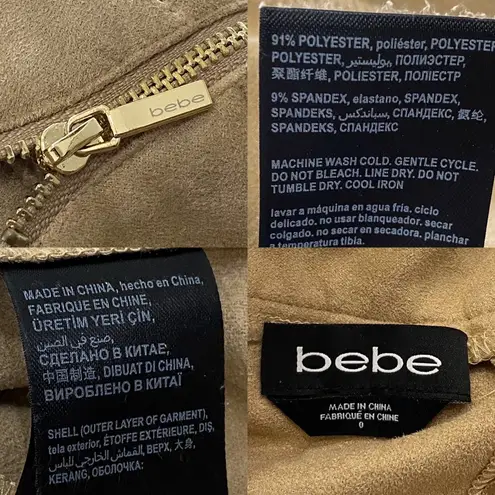 bebe
91% POLYESTER, poliéster, POLYESTER
POLYESTER, بوليستير, ПОЛИЭСТЕР,
聚酯纤维, POLIESTER, ПОЛІЕСТР
9% SPANDEX, elastano, SPANDEX,
SPANDEKS, سباندكس, СПАНДЕКС, 氨纶,
SPANDEKS, СПАНДЕКС
MACHINE WASH COLD. GENTLE CYCLE.
DO NOT BLEACH. LINE DRY. DO NOT
TUMBLE DRY. COOL IRON
lavar a máquina en agua fria. ciclo
delicado. no usar blanqueador. secar
colgado. no secar en secadora. planchar
a temperatura tibia.
MADE IN CHINA, hecho en China,
FABRIQUE EN CHINE,
ÜRETİM YERİ ÇİN,
صنع في الصين,
СДЕЛАНО В КИТАЕ,
中国制造, DIBUAT DI CHINA,
ВИРОБЛЕНО В КИТАЇ
SHELL (OUTER LAYER OF GARMENT),
tela exterior, ÉTOFFE EXTÉRIEURE, DIŞ,
القماش الخارجي للباس, ВЕРХ, 大身,
KERANG, ОБОЛОЧКА:
bebe
MADE IN CHINA
FABRIQUÉ EN CHINE
0